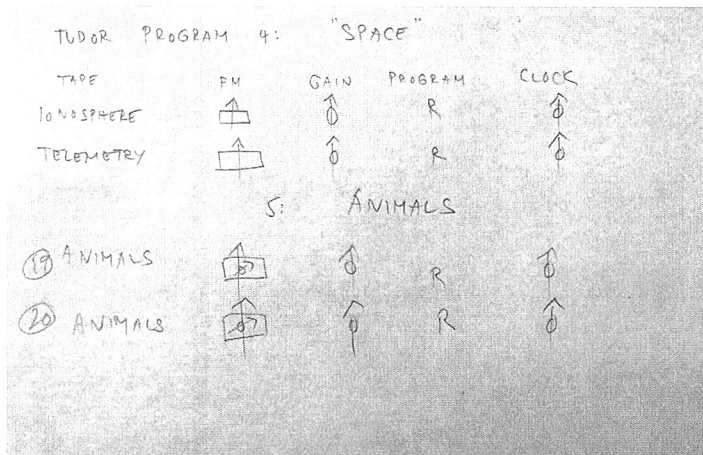 TUDOR PROGRAM 4: "SPACE"
TAPE FM GAIN PROGRAM CLOCK
IONOSPHERE R
TELEMETRY R
5: ANIMALS
19 ANIMALS R
20 ANIMALS R